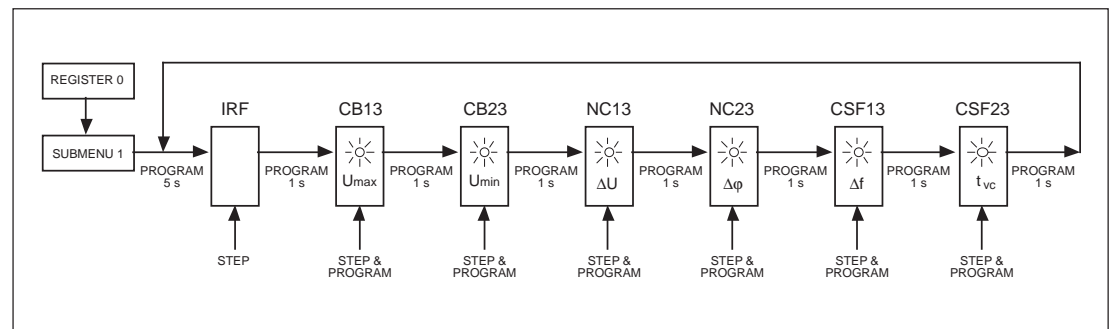 REGISTER 0
SUBMENU 1
IRF
CB13
CB23
NC13
NC23
CSF13
CSF23
Umax
Umin
ΔU
Δφ
Δf
tvc
PROGRAM
5 s
PROGRAM
1 s
PROGRAM
1 s
PROGRAM
1 s
PROGRAM
1 s
PROGRAM
1 s
PROGRAM
1 s
PROGRAM
1 s
STEP
STEP &
PROGRAM
STEP &
PROGRAM
STEP &
PROGRAM
STEP &
PROGRAM
STEP &
PROGRAM
STEP &
PROGRAM